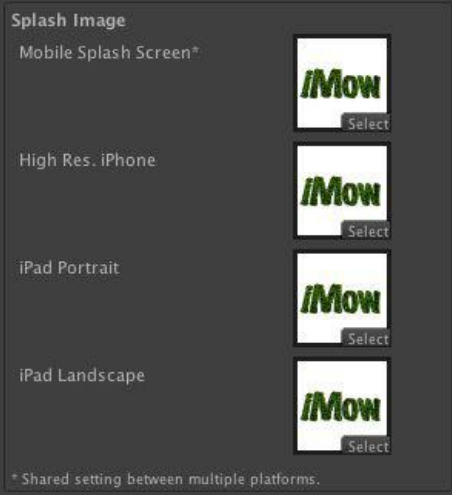 Splash Image
Mobile Splash Screen*
iMow
Select
High Res. iPhone
iMow
Select
iPad Portrait
iMow
Select
iPad Landscape
iMow
Select
* Shared setting between multiple platforms.